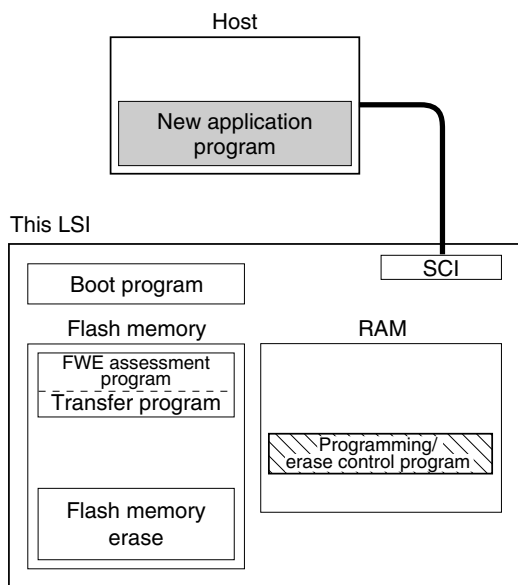 Host
New application
program
This LSI
SCI
Boot program
Flash memory
RAM
FWE assessment
program
Transfer program
Programming/
erase control program
Flash memory
erase